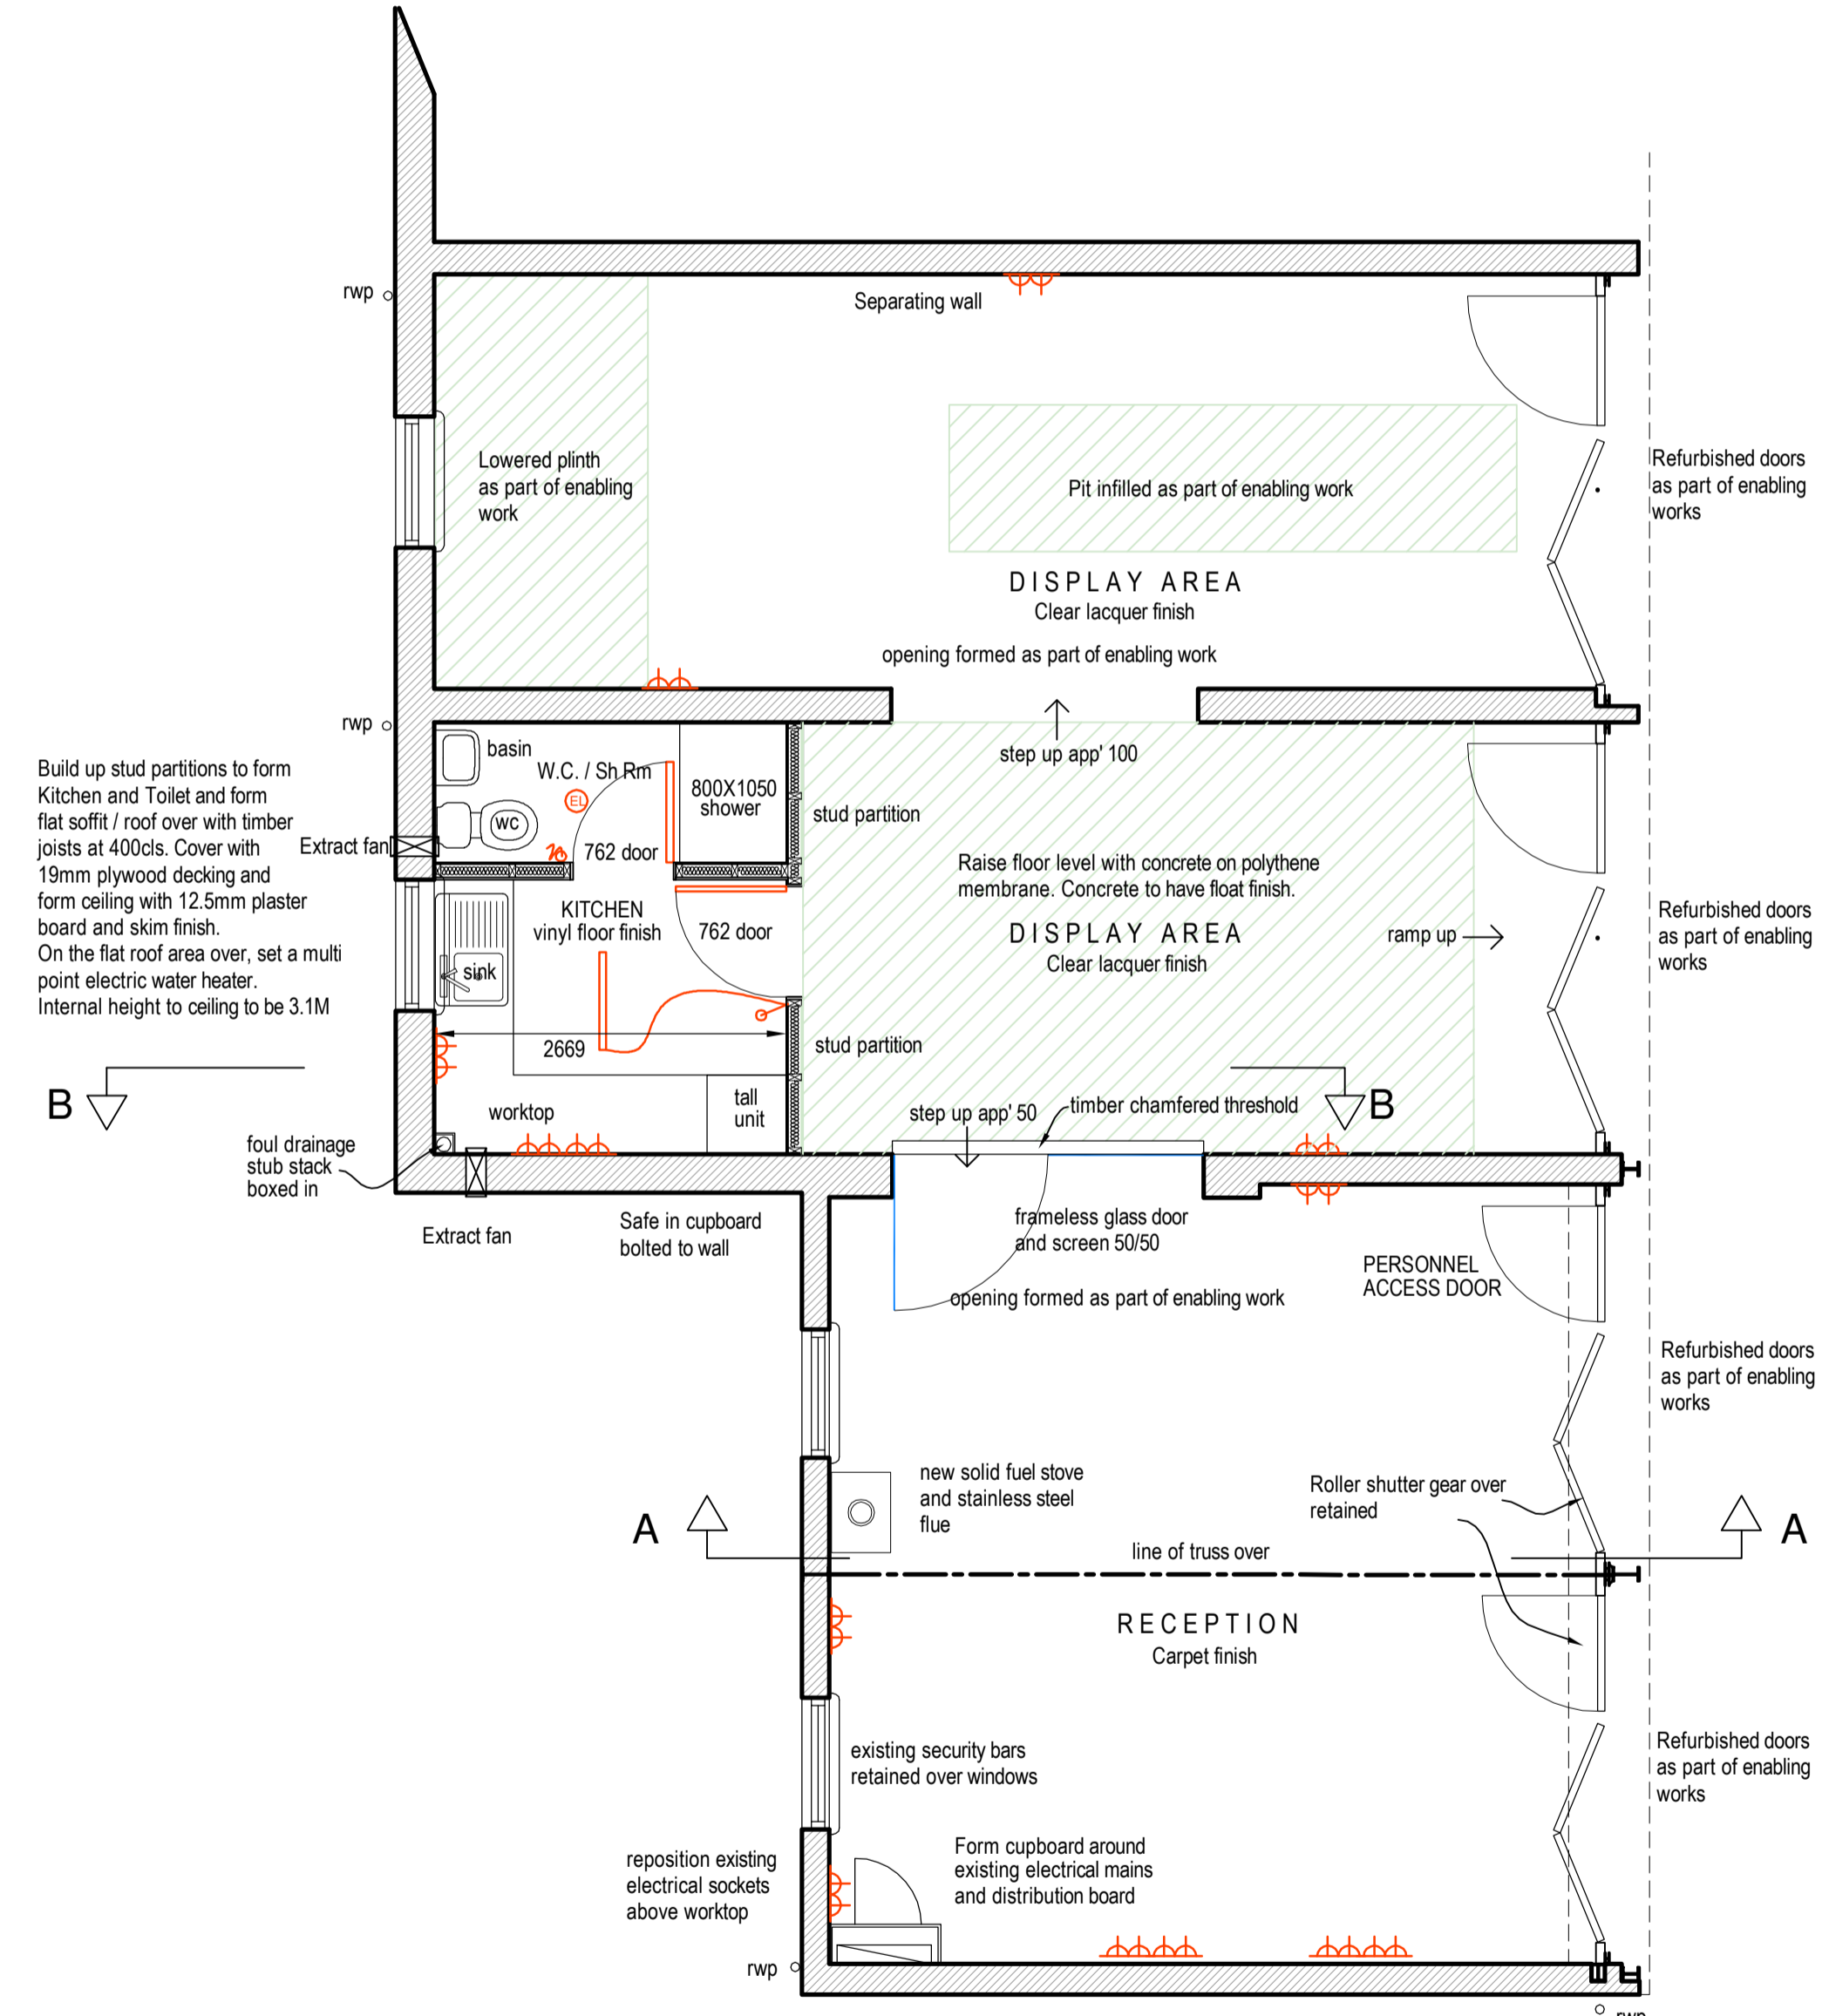 rwp
Separating wall
Lowered plinth
as part of enabling
work
Pit infilled as part of enabling work
Refurbished doors
as part of enabling
works
DISPLAY AREA
Clear lacquer finish
opening formed as part of enabling work
rwp
basin
W.C. / Sh Rm
EL
WC
762 door
800X1050
shower
step up app' 100
stud partition
Build up stud partitions to form
Kitchen and Toilet and form
flat soffit / roof over with timber
joists at 400cls. Cover with
19mm plywood decking and
form ceiling with 12.5mm plaster
board and skim finish.
On the flat roof area over, set a multi
point electric water heater.
Internal height to ceiling to be 3.1M
Extract fan
Raise floor level with concrete on polythene
membrane. Concrete to have float finish.
KITCHEN
vinyl floor finish
762 door
DISPLAY AREA
Clear lacquer finish
ramp up
Refurbished doors
as part of enabling
works
sink
2669
stud partition
B
worktop
tall
unit
step up app' 50
timber chamfered threshold
B
foul drainage
stub stack
boxed in
Extract fan
Safe in cupboard
bolted to wall
frameless glass door
and screen 50/50
opening formed as part of enabling work
PERSONNEL
ACCESS DOOR
Refurbished doors
as part of enabling
works
new solid fuel stove
and stainless steel
flue
Roller shutter gear over
retained
A
A
line of truss over
RECEPTION
Carpet finish
existing security bars
retained over windows
Refurbished doors
as part of enabling
works
reposition existing
electrical sockets
above worktop
Form cupboard around
existing electrical mains
and distribution board
rwp
rwp